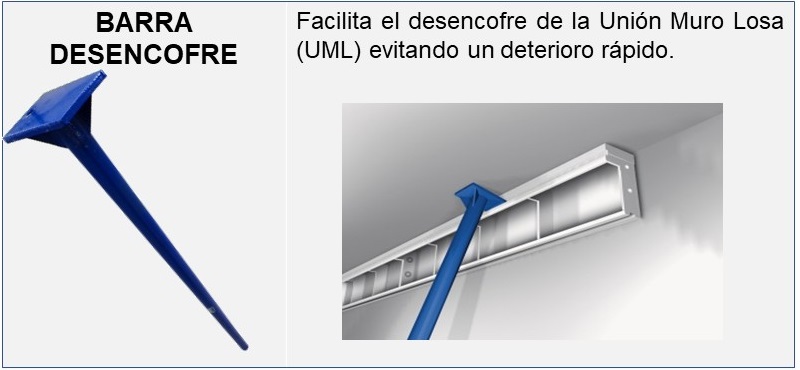 BARRA
DESENCOFRE
Facilita el desencofre de la Unión Muro Losa
(UML) evitando un deterioro rápido.